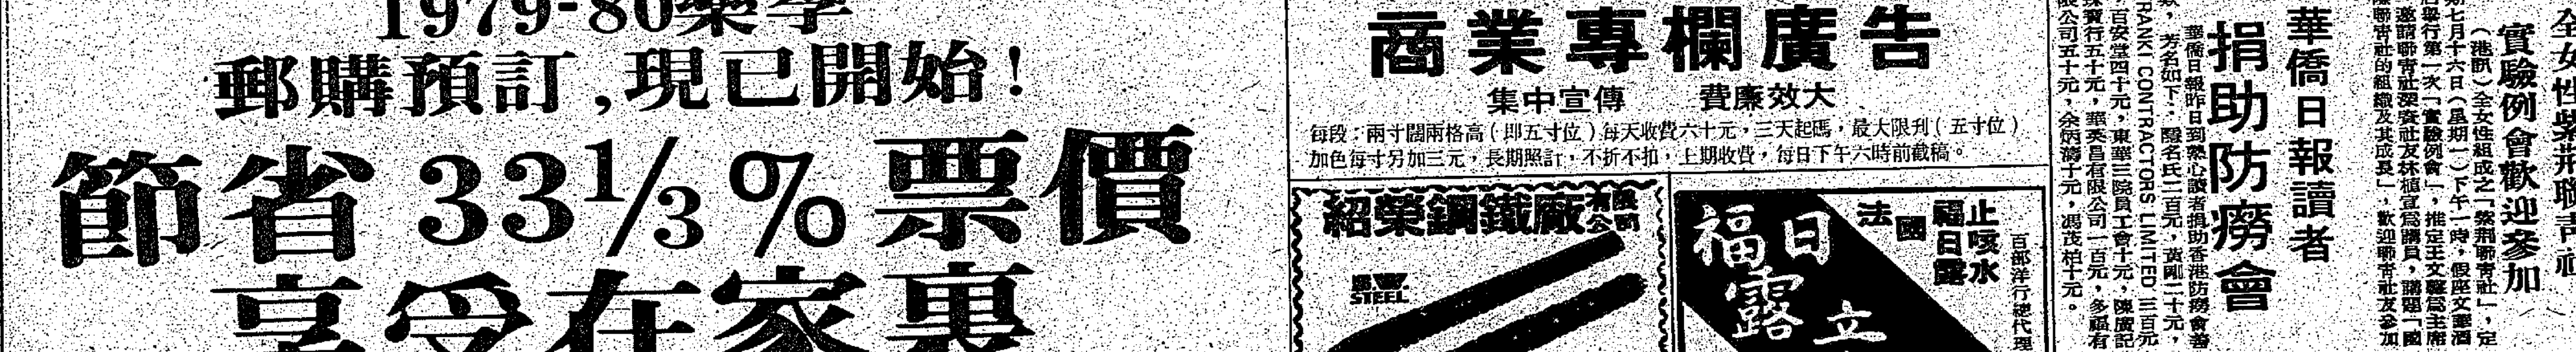 1979-80樂季
郵購預訂,現已開始!
節省33⅓%票價
享受在家裏
商業專欄廣告
集中宣傳 費廉效大
每段:兩寸闊兩格高(即五寸位)每天收費六十元,三天起碼,最大限刋(五寸位)
加色每寸另加三元,長期照計,不折不扣,上期收費,每日下午六時前截稿。
紹榮鋼鐵廠有限公司
S.W.
STEEL
止咳水
福日露
法國
福日露
立
百部洋行總代理
全女性紫荆聯青社
實驗例會歡迎參加
(港訊)全女性組成之「紫荆聯青社」,定
期七月十六日(星期一)下午一時,假座文華酒
店舉行第一次「實驗例會」,推定王文馨爲主席
邀請聯青社深資社友林植宣爲講員,講題「國
際聯青社的組織及其成長」,歡迎聯青社友參加
華僑日報讀者
捐助防癆會
華僑日報昨日到熱心讀者捐助香港防癆會善
款,芳名如下:隱名氏二百元,黃剛二十元,
RANKI CONTRACTORS LIMITED 三百元
,百安堂四十元,東華三院員工會十元,陳廣記
珠寶行五十元,華英昌有限公司一百元,多福有
限公司五十元,余炳濤十元,馮茂柏十元。